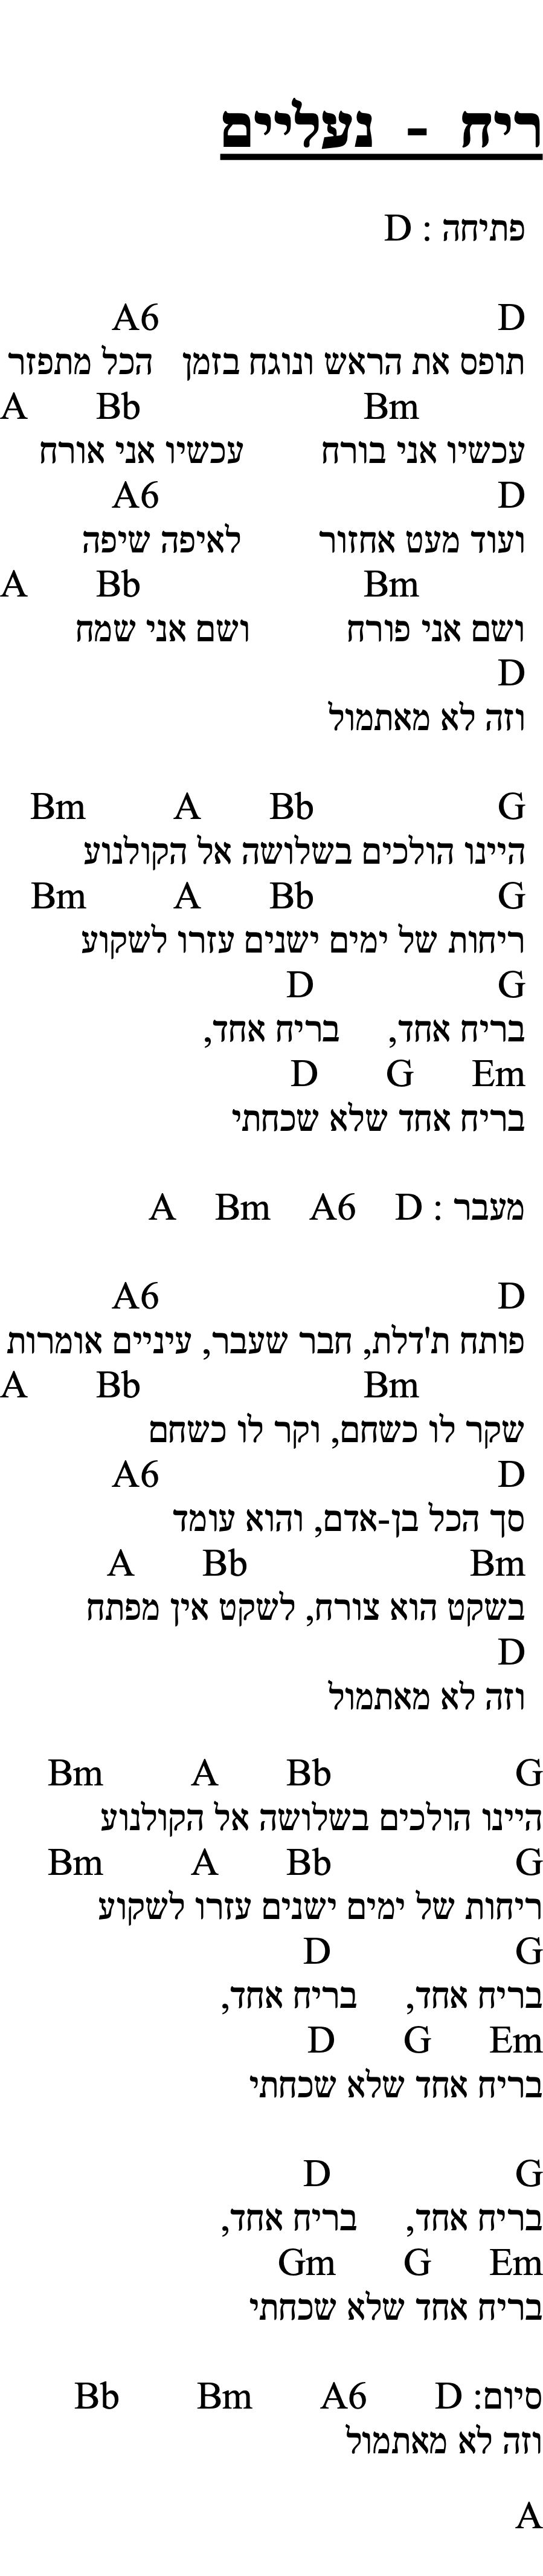 ריח - נעליים
פתיחה : D
D A6
תופס את הראש ונוגח בזמן הכל מתפזר
Bm Bb A
עכשיו אני בורח עכשיו אני אורח
D A6
ועוד מעט אחזור לאיפה שיפה
Bm Bb A
ושם אני פורח ושם אני שמח
D
וזה לא מאתמול
G Bb A Bm
היינו הולכים בשלושה אל הקולנוע
G Bb A Bm
ריחות של ימים ישנים עזרו לשקוע
G D
בריח אחד, בריח אחד,
Em G D
בריח אחד שלא שכחתי
מעבר : D A6 Bm A
D A6
פותח ת'דלת, חבר שעבר, עיניים אומרות
Bm Bb A
שקר לו כשחם, וקר לו כשחם
D A6
סך הכל בן-אדם, והוא עומד
Bm Bb A
בשקט הוא צורח, לשקט אין מפתח
D
וזה לא מאתמול
G Bb A Bm
היינו הולכים בשלושה אל הקולנוע
G Bb A Bm
ריחות של ימים ישנים עזרו לשקוע
G D
בריח אחד, בריח אחד,
Em G D
בריח אחד שלא שכחתי
G D
בריח אחד, בריח אחד,
Em G Gm
בריח אחד שלא שכחתי
סיום: D A6 Bm Bb
וזה לא מאתמול
A